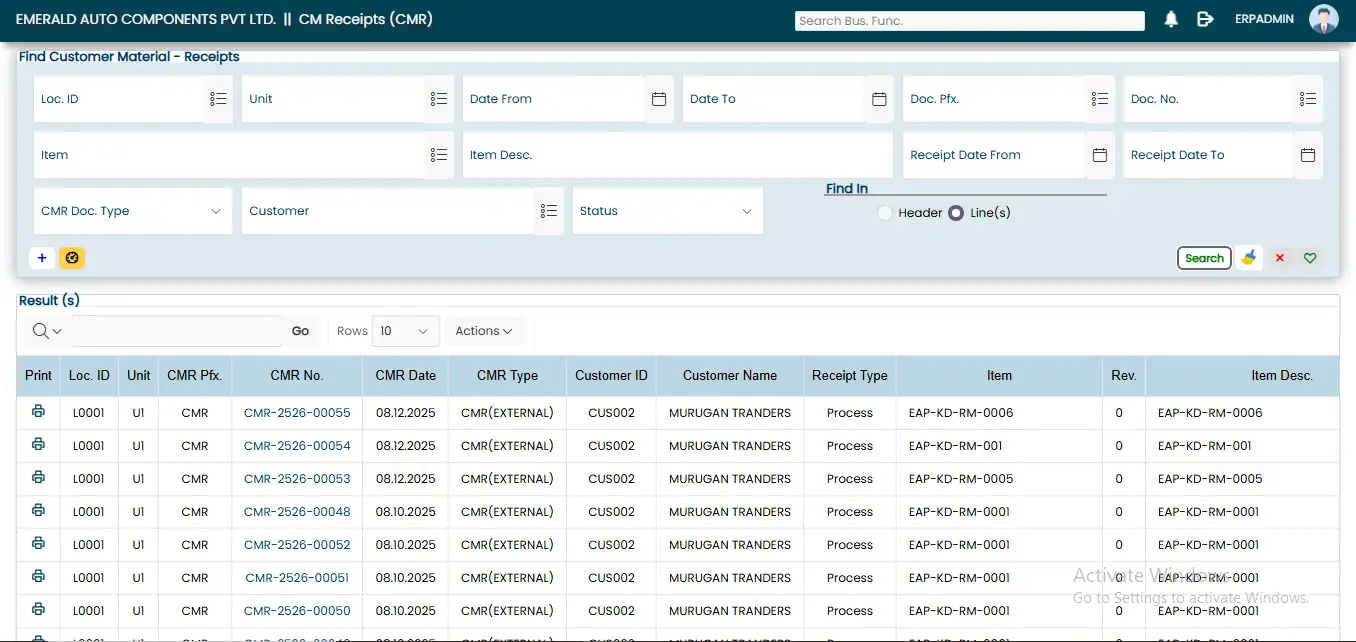 EMERALD AUTO COMPONENTS PVT LTD. || CM Receipts (CMR) Search Bus. Func. ERPADMIN
Find Customer Material - Receipts
Loc. ID Unit Date From Date To Doc. Pfx. Doc. No.
Item Item Desc. Receipt Date From Receipt Date To
CMR Doc. Type Customer Status Find In
Header Line(s)
+ Search
Result (s)
Go Rows 10 Actions
Print Loc. ID Unit CMR Pfx. CMR No. CMR Date CMR Type Customer ID Customer Name Receipt Type Item Rev. Item Desc.
L0001 U1 CMR CMR-2526-00055 08.12.2025 CMR(EXTERNAL) CUS002 MURUGAN TRANDERS Process EAP-KD-RM-0006 0 EAP-KD-RM-0006
L0001 U1 CMR CMR-2526-00054 08.12.2025 CMR(EXTERNAL) CUS002 MURUGAN TRANDERS Process EAP-KD-RM-001 0 EAP-KD-RM-001
L0001 U1 CMR CMR-2526-00053 08.12.2025 CMR(EXTERNAL) CUS002 MURUGAN TRANDERS Process EAP-KD-RM-0005 0 EAP-KD-RM-0005
L0001 U1 CMR CMR-2526-00048 08.10.2025 CMR(EXTERNAL) CUS002 MURUGAN TRANDERS Process EAP-KD-RM-0001 0 EAP-KD-RM-0001
L0001 U1 CMR CMR-2526-00052 08.10.2025 CMR(EXTERNAL) CUS002 MURUGAN TRANDERS Process EAP-KD-RM-0001 0 EAP-KD-RM-0001
L0001 U1 CMR CMR-2526-00051 08.10.2025 CMR(EXTERNAL) CUS002 MURUGAN TRANDERS Process EAP-KD-RM-0001 0 EAP-KD-RM-0001
Activate Windows
Go to Settings to activate Windows.
L0001 U1 CMR CMR-2526-00050 08.10.2025 CMR(EXTERNAL) CUS002 MURUGAN TRANDERS Process EAP-KD-RM-0001 0 EAP-KD-RM-0001